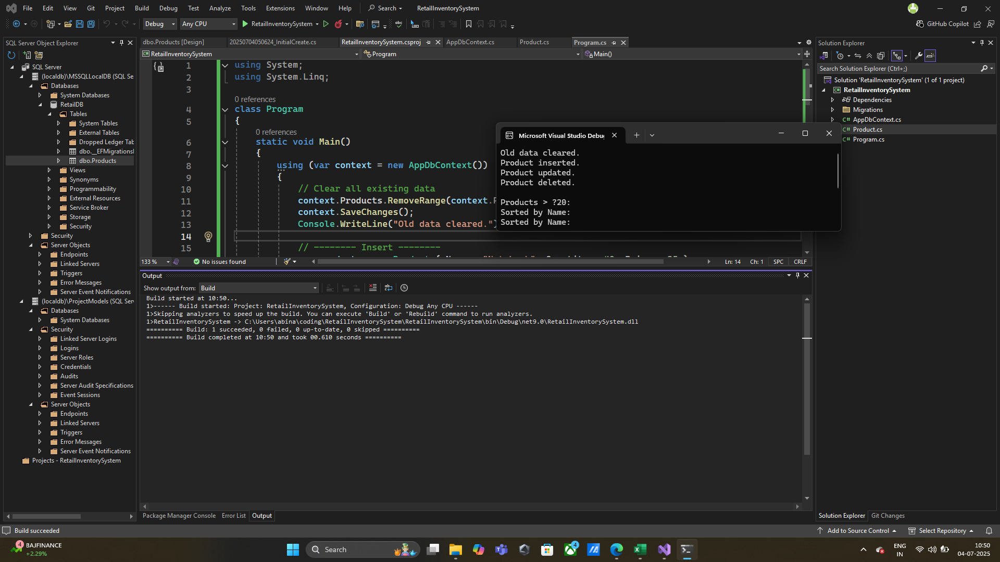 File Edit View Git Project Build Debug Test Analyze Tools Extensions Window Help Search RetailInventorySystem
Debug Any CPU RetailInventorySystem GitHub Copilot
SQL Server Object Explorer
SQL Server
(localdb)\MSSQLLocalDB (SQL Se
Databases
System Databases
RetailDB
Tables
System Tables
External Tables
Dropped Ledger Tab
dbo.__EFMigrationsI
dbo.Products
Views
Synonyms
Programmability
External Resources
Service Broker
Storage
Security
Security
Server Objects
Endpoints
Linked Servers
Triggers
Error Messages
Server Event Notifications
(localdb)\ProjectModels (SQL Ser
Databases
System Databases
Security
Linked Server Logins
Logins
Server Roles
Credentials
Audits
Server Audit Specifications
Event Sessions
Server Objects
Endpoints
Linked Servers
Triggers
Error Messages
Server Event Notifications
Projects - RetailInventorySystem
dbo.Products [Design] 20250704050624_InitialCreate.cs RetailInventorySystem.csproj AppDbContext.cs Product.cs Program.cs
RetailInventorySystem Program Main()
1 using System;
2 using System.Linq;
3
0 references
4 class Program
5 {
0 references
6 static void Main()
7 {
8 using (var context = new AppDbContext())
9 {
10 // Clear all existing data
11 context.Products.RemoveRange(context.P
12 context.SaveChanges();
13 Console.WriteLine("Old data cleared.")
14
15 // -------- Insert --------
133 % No issues found Ln: 14 Ch: 1 SPC CRLF
Microsoft Visual Studio Debug
Old data cleared.
Product inserted.
Product updated.
Product deleted.
Products > ?20:
Sorted by Name:
Sorted by Name:
Output
Show output from: Build
Build started at 10:50...
1>------ Build started: Project: RetailInventorySystem, Configuration: Debug Any CPU ------
1>Skipping analyzers to speed up the build. You can execute 'Build' or 'Rebuild' command to run analyzers.
1>RetailInventorySystem -> C:\Users\abina\coding\RetailInventorySystem\RetailInventorySystem\bin\Debug\net9.0\RetailInventorySystem.dll
========== Build: 1 succeeded, 0 failed, 0 up-to-date, 0 skipped ==========
========== Build completed at 10:50 and took 00.610 seconds ==========
Package Manager Console Error List Output
Solution Explorer
Search Solution Explorer (Ctrl+;)
Solution 'RetailInventorySystem' (1 of 1 project)
RetailInventorySystem
Dependencies
Migrations
C# AppDbContext.cs
C# Product.cs
C# Program.cs
Solution Explorer Git Changes
Build succeeded Add to Source Control Select Repository
4 BAJFINANCE
+2.29%
Search
4
ENG
IN
10:50
04-07-2025